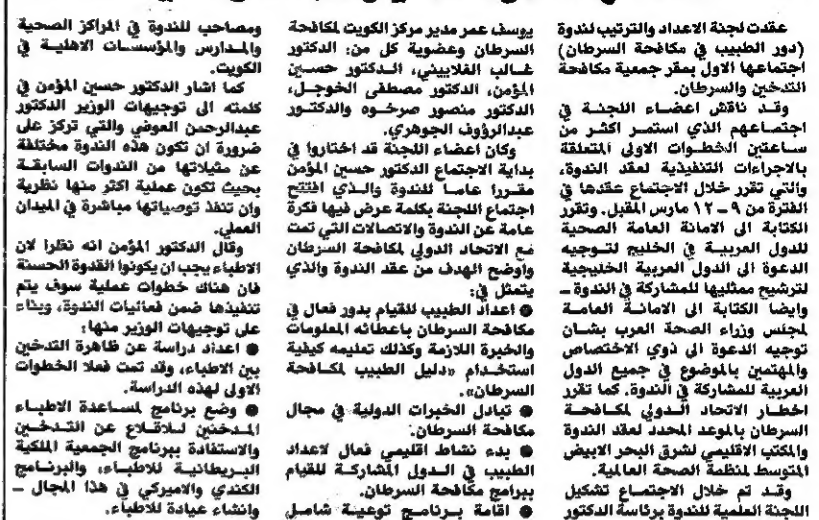 عقدت لجنة الاعداد والترتيب لندوة
(دور الطبيب في مكافحة السرطان)
اجتماعها الاول بمقر جمعية مكافحة
التدخين والسرطان.
وقد ناقش اعضاء اللجنة في
اجتماعهم الذي استمر اكثر من
ساعتين الخطوات الاولى المتعلقة
بالاجراءات التنفيذية لعقد الندوة،
والتي تقرر خلال الاجتماع عقدها في
الفترة من ٩ - ١٢ مارس المقبل. وتقرر
الكتابة الى الامانة العامة الصحية
للدول العربية في الخليج لتوجيه
الدعوة الى الدول العربية الخليجية
لترشيح ممثليها للمشاركة في الندوة -
وايضا الكتابة الى الامانة العامة
لمجلس وزراء الصحة العرب بشان
توجيه الدعوة الى ذوي الاختصاص
والمهتمين بالموضوع في جميع الدول
العربية للمشاركة في الندوة. كما تقرر
اخطار الاتحاد الدولي لمكافحة
السرطان بالموعد المحدد لعقد الندوة
والمكتب الاقليمي لشرق البحر الابيض
المتوسط لمنظمة الصحة العالمية.
وقد تم خلال الاجتماع تشكيل
اللجنة العلمية للندوة برئاسة الدكتور
يوسف عمر مدير مركز الكويت لمكافحة
السرطان وعضوية كل من: الدكتور
غالب الغلاييني، الدكتور حسين
المؤمن، الدكتور مصطفى الخوجل،
الدكتور منصور صرخوه والدكتور
عبدالرؤوف الجوهري.
وكان اعضاء اللجنة قد اختاروا في
بداية الاجتماع الدكتور حسين المؤمن
مقررا عاما للندوة والذي افتتح
اجتماع اللجنة بكلمة عرض فيها فكرة
عامة عن الندوة والاتصالات التي تمت
مع الاتحاد الدولي لمكافحة السرطان
واوضح الهدف من عقد الندوة والذي
يتمثل في:
● اعداد الطبيب للقيام بدور فعال في
مكافحة السرطان باعطائه المعلومات
والخبرة اللازمة وكذلك تعليمه كيفية
استخدام «دليل الطبيب لمكافحة
السرطان».
● تبادل الخبرات الدولية في مجال
مكافحة السرطان.
● بدء نشاط اقليمي فعال لاعداد
الطبيب في الدول المشاركة للقيام
ببرامج مكافحة السرطان.
● اقامة برنامج توعية شامل
ومصاحب للندوة في المراكز الصحية
والمدارس والمؤسسات الاهلية في
الكويت.
كما اشار الدكتور حسين المؤمن في
كلمته الى توجيهات الوزير الدكتور
عبدالرحمن العوضي والتي تركز على
ضرورة ان تكون هذه الندوة مختلفة
عن مثيلاتها من الندوات السابقة
بحيث تكون عملية اكثر منها نظرية
وان تنفذ توصياتها مباشرة في الميدان
العملي.
وقال الدكتور المؤمن انه نظرا لان
الاطباء يجب ان يكونوا القدوة الحسنة
فان هناك خطوات عملية سوف يتم
تنفيذها ضمن فعاليات الندوة، وبناء
على توجيهات الوزير منها:
● اعداد دراسة عن ظاهرة التدخين
بين الاطباء، وقد تمت فعلا الخطوات
الاولى لهذه الدراسة.
● وضع برنامج لمساعدة الاطباء
المدخنين للاقلاع عن التدخين
والاستفادة ببرنامج الجمعية الملكية
البريطانية للاطباء، والبرنامج
الكندي والاميركي في هذا المجال -
وانشاء عيادة للاطباء.